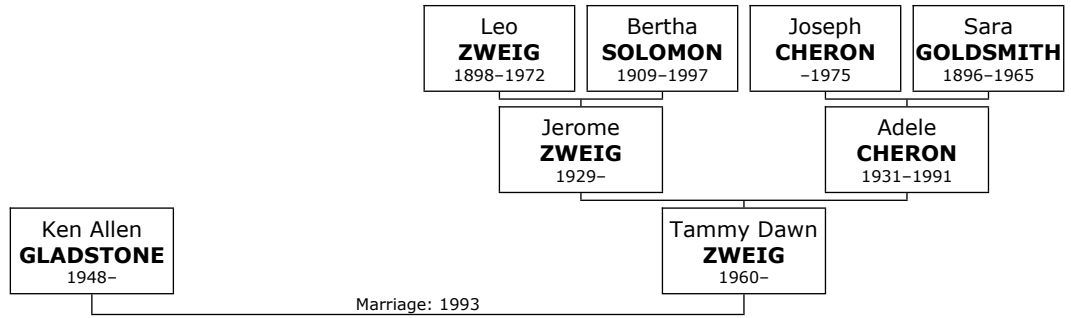 Leo
ZWEIG
1898–1972
Bertha
SOLOMON
1909–1997
Joseph
CHERON
–1975
Sara
GOLDSMITH
1896–1965
Jerome
ZWEIG
1929–
Adele
CHERON
1931–1991
Ken Allen
GLADSTONE
1948–
Tammy Dawn
ZWEIG
1960–
Marriage: 1993